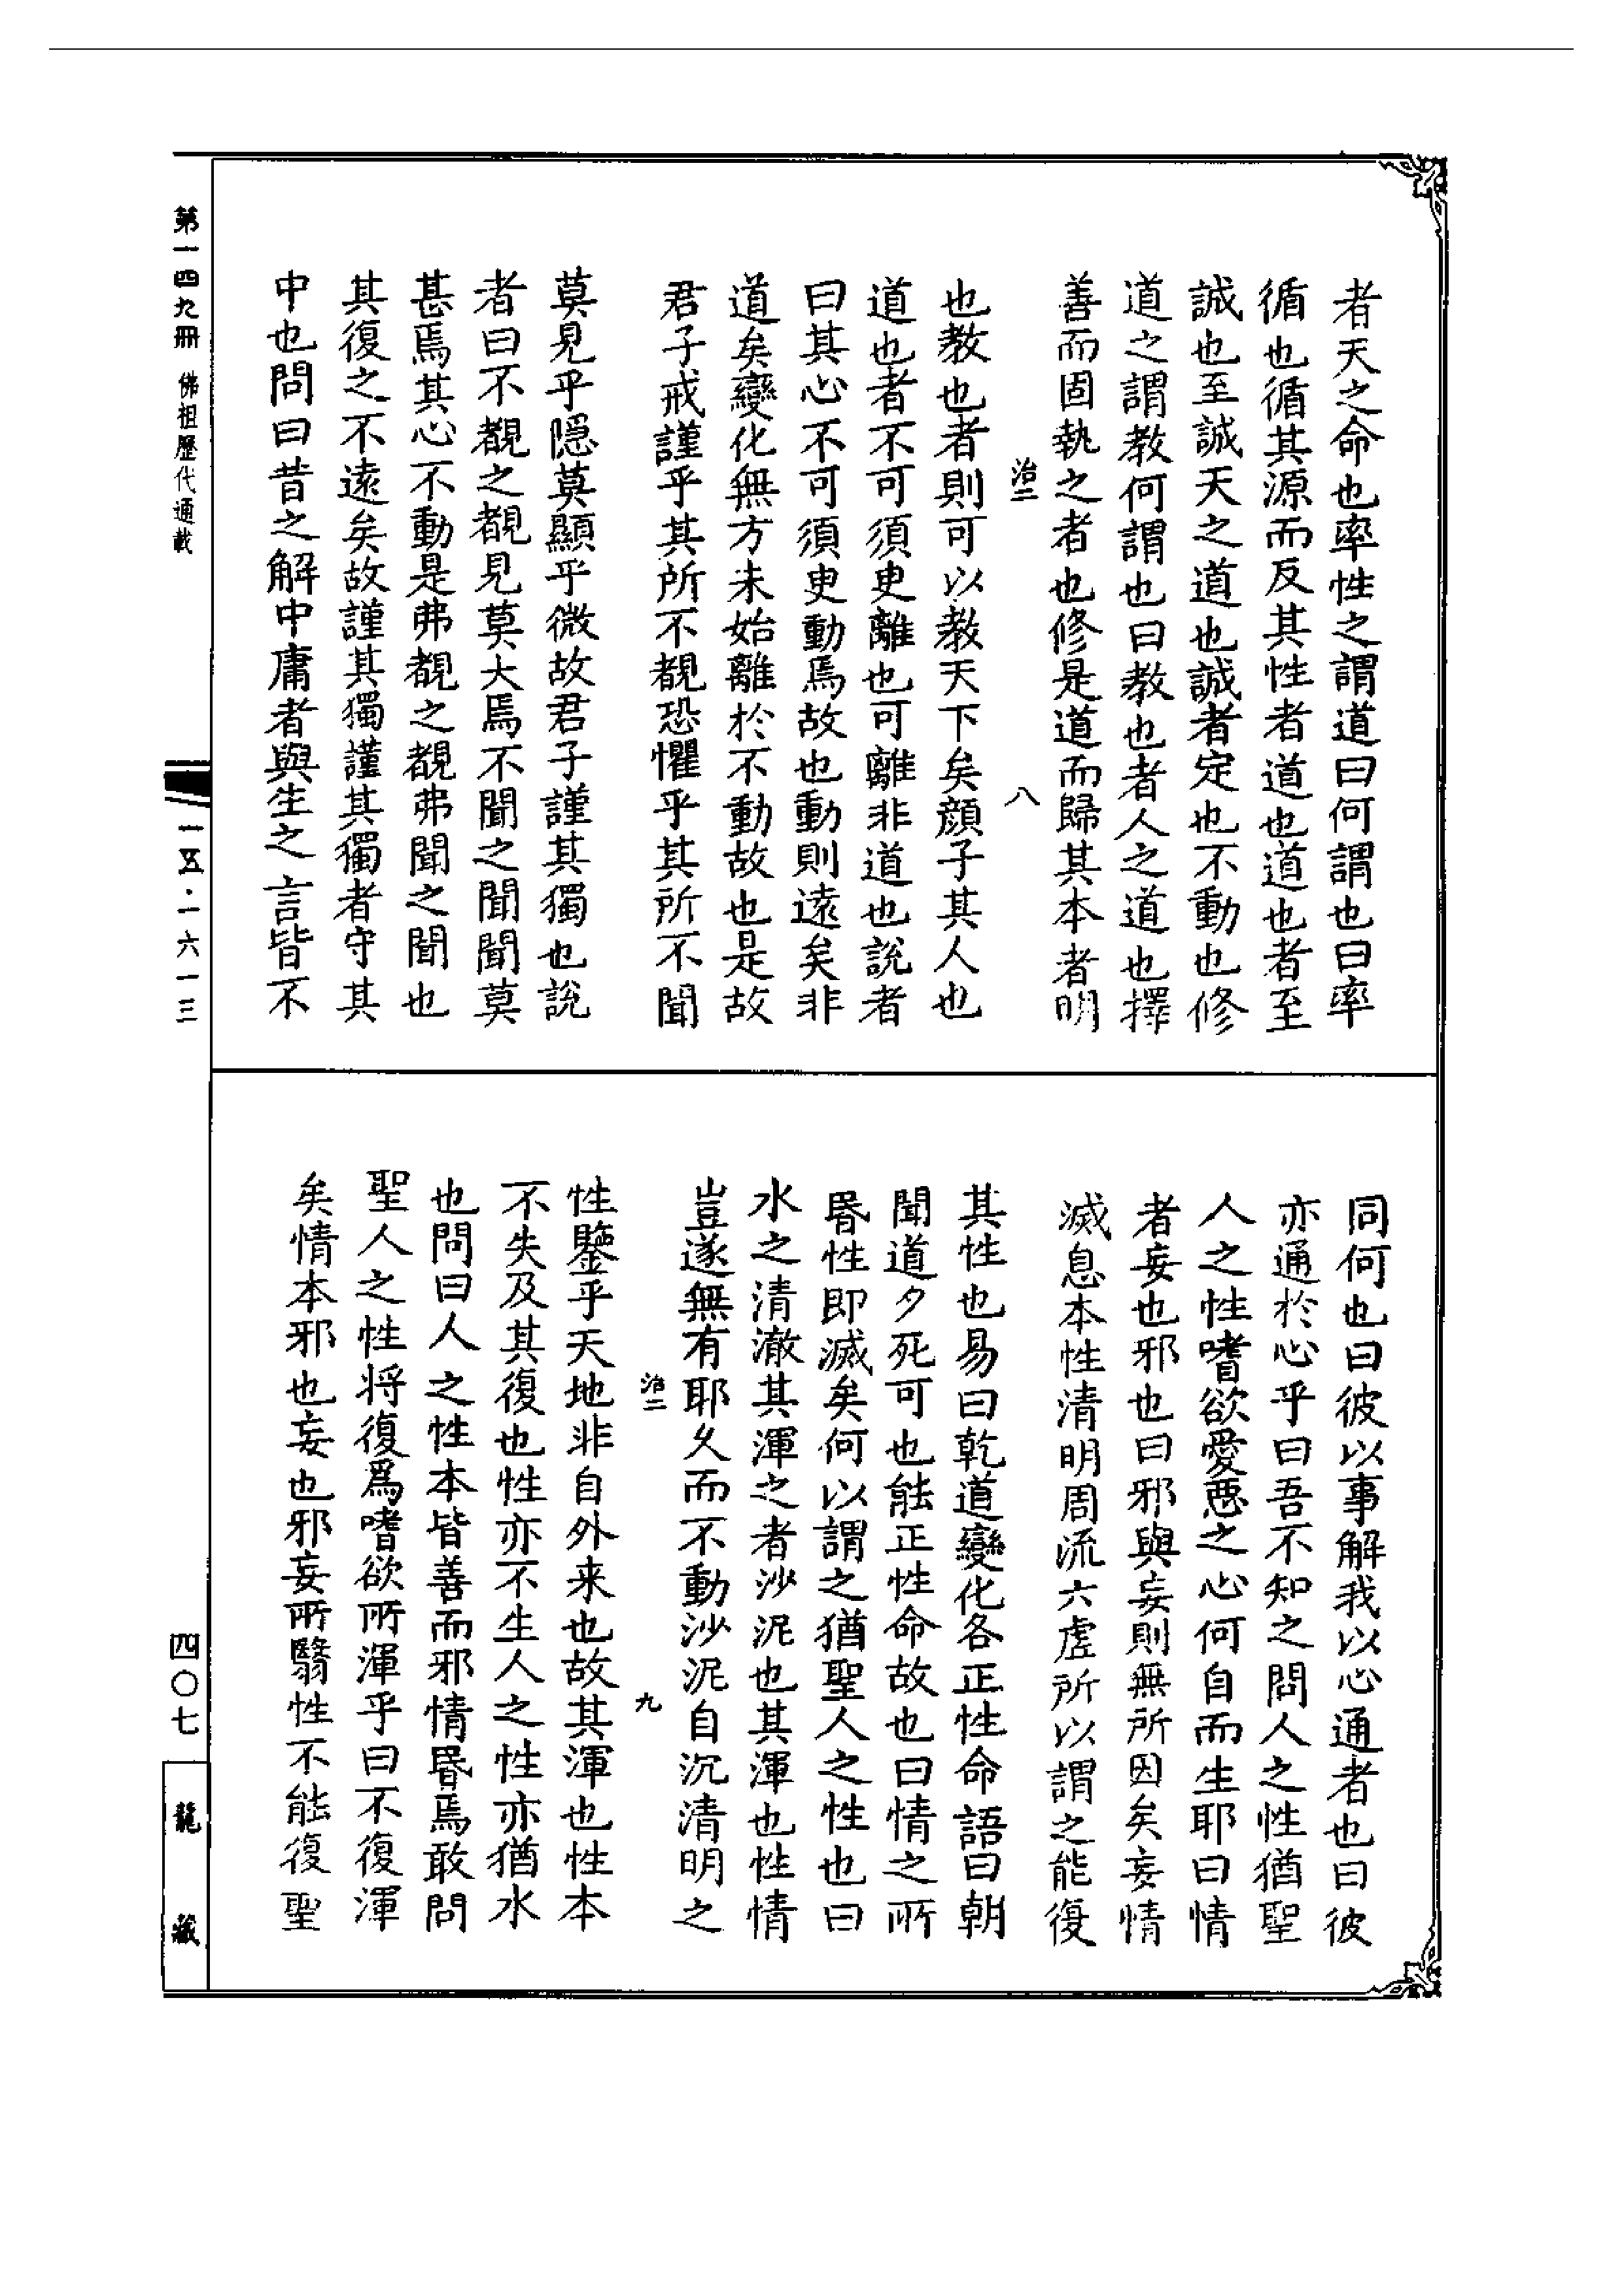 者天之命也率性之謂道曰何謂也曰率
循也循其源而反其性者道也道也者至
誠也至誠天之道也誠者定也不動也修
道之謂教何謂也曰教也者人之道也擇
善而固執之者也修是道而歸其本者明
治二　八
也教也者則可以教天下矣顔子其人也
道也者不可須臾離也可離非道也說者
曰其心不可須臾動焉故也動則遠矣非
道矣變化無方未始離於不動故也是故
君子戒謹乎其所不覩恐懼乎其所不聞
莫見乎隱莫顯乎微故君子謹其獨也說
者曰不覩之覩見莫大焉不聞之聞聞莫
甚焉其心不動是弗覩之覩弗聞之聞也
其復之不遠矣故謹其獨謹其獨者守其
中也問曰昔之解中庸者與生之言皆不
同何也曰彼以事解我以心通者也曰彼
亦通於心乎曰吾不知之問人之性猶聖
人之性嗜欲愛惡之心何自而生耶曰情
者妄也邪也曰邪與妄則無所因矣妄情
滅息本性清明周流六虛所以謂之能復
其性也易曰乾道變化各正性命語曰朝
聞道夕死可也能正性命故也曰情之所
昬性即滅矣何以謂之猶聖人之性也曰
水之清澈其渾之者沙泥也其渾也性情
豈遂無有耶久而不動沙泥自沉清明之
治二　九
性鑒乎天地非自外来也故其渾也性本
不失及其復也性亦不生人之性亦猶水
也問曰人之性本皆善而邪情昬焉敢問
聖人之性将復爲嗜欲所渾乎曰不復渾
矣情本邪也妄也邪妄所翳性不能復聖
第一四九冊　佛祖歷代通載
一五·一六一三
四〇七
龍藏